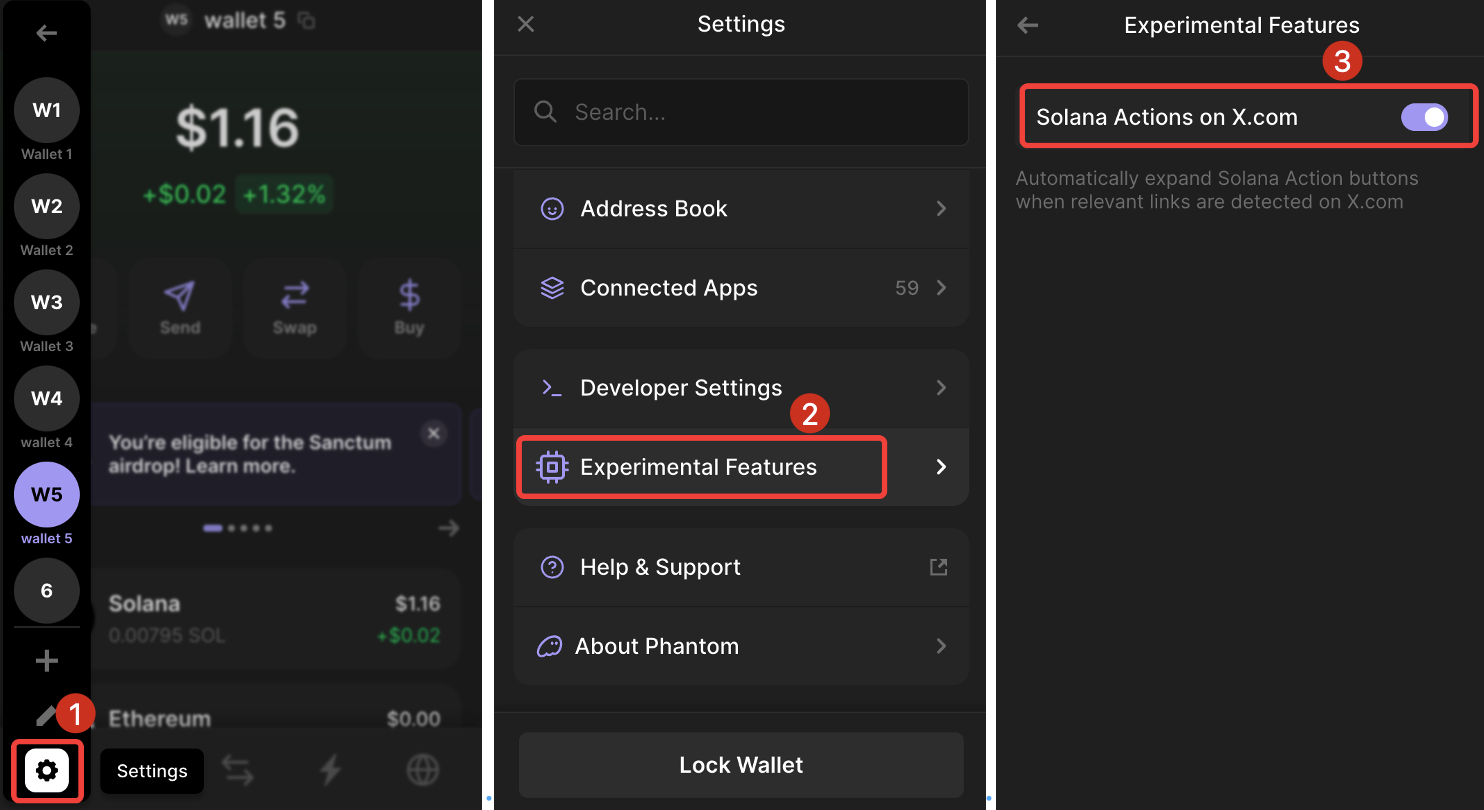 W5 wallet 5
W1
Wallet 1
W2
Wallet 2
W3
Wallet 3
W4
wallet 4
W5
wallet 5
6
1
Settings
$1.16
+$0.02 +1.32%
e
Send
Swap
Buy
You're eligible for the Sanctum
airdrop! Learn more.
Solana
$1.16
0.00795 SOL
+$0.02
Ethereum
$0.00
Settings
Search...
Address Book
Connected Apps 59
Developer Settings
2
Experimental Features
Help & Support
About Phantom
Lock Wallet
Experimental Features
3
Solana Actions on X.com
Automatically expand Solana Action buttons
when relevant links are detected on X.com